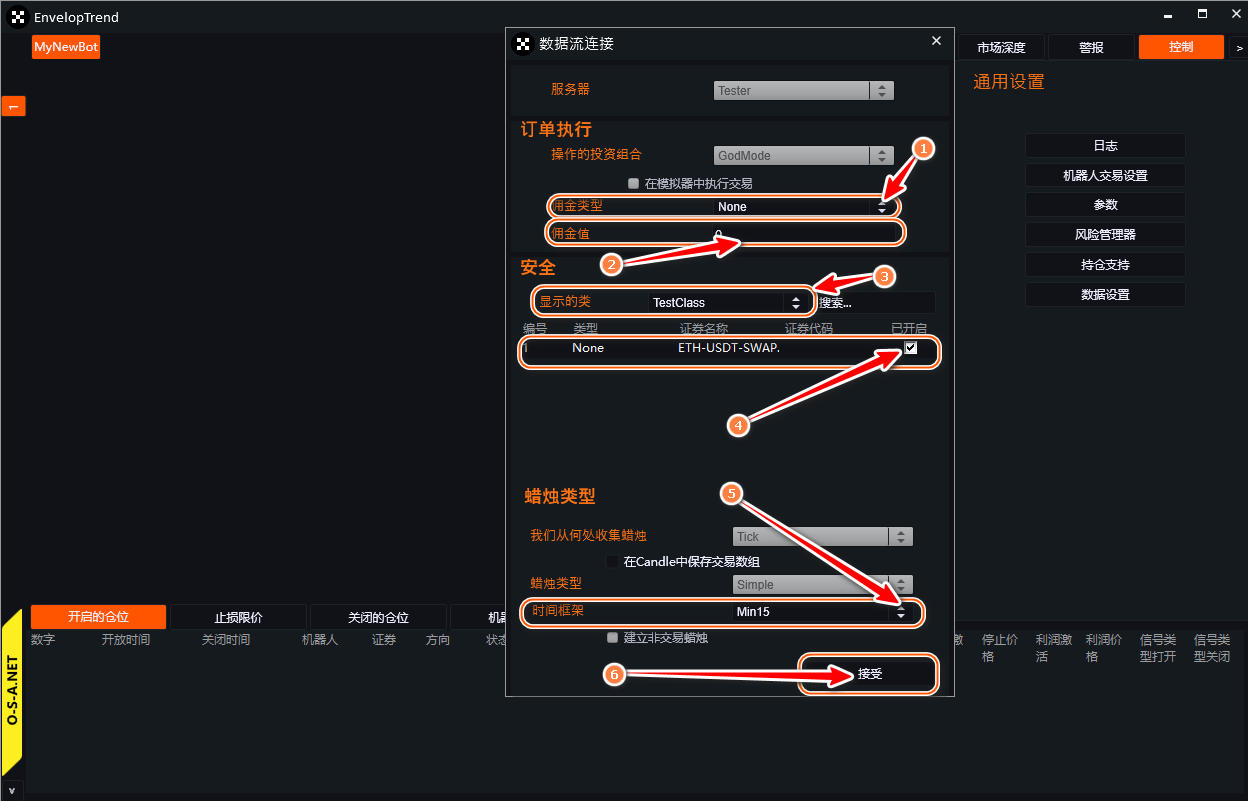 EnvelopTrend
MyNewBot
1
数据流连接
服务器
Tester
订单执行
操作的投资组合
GodMode
1
在模拟器中执行交易
佣金类型
None
佣金值
0
2
安全
3
显示的类
TestClass
搜索...
编号 类型 证券名称 证券代码 已开启
1 None ETH-USDT-SWAP.
4
蜡烛类型
5
我们从何处收集蜡烛
Tick
在Candle中保存交易数组
蜡烛类型
Simple
时间框架
Min15
建立非交易蜡烛
6
接受
市场深度 警报 控制 >
通用设置
日志
机器人交易设置
参数
风险管理器
持仓支持
数据设置
开启的仓位 止损限价 关闭的仓位
数字 开放时间 关闭时间 机器人 证券 方向
停止价格 利润激活 利润价格 信号类型打开 信号类型关闭
O-S-A.NET
v